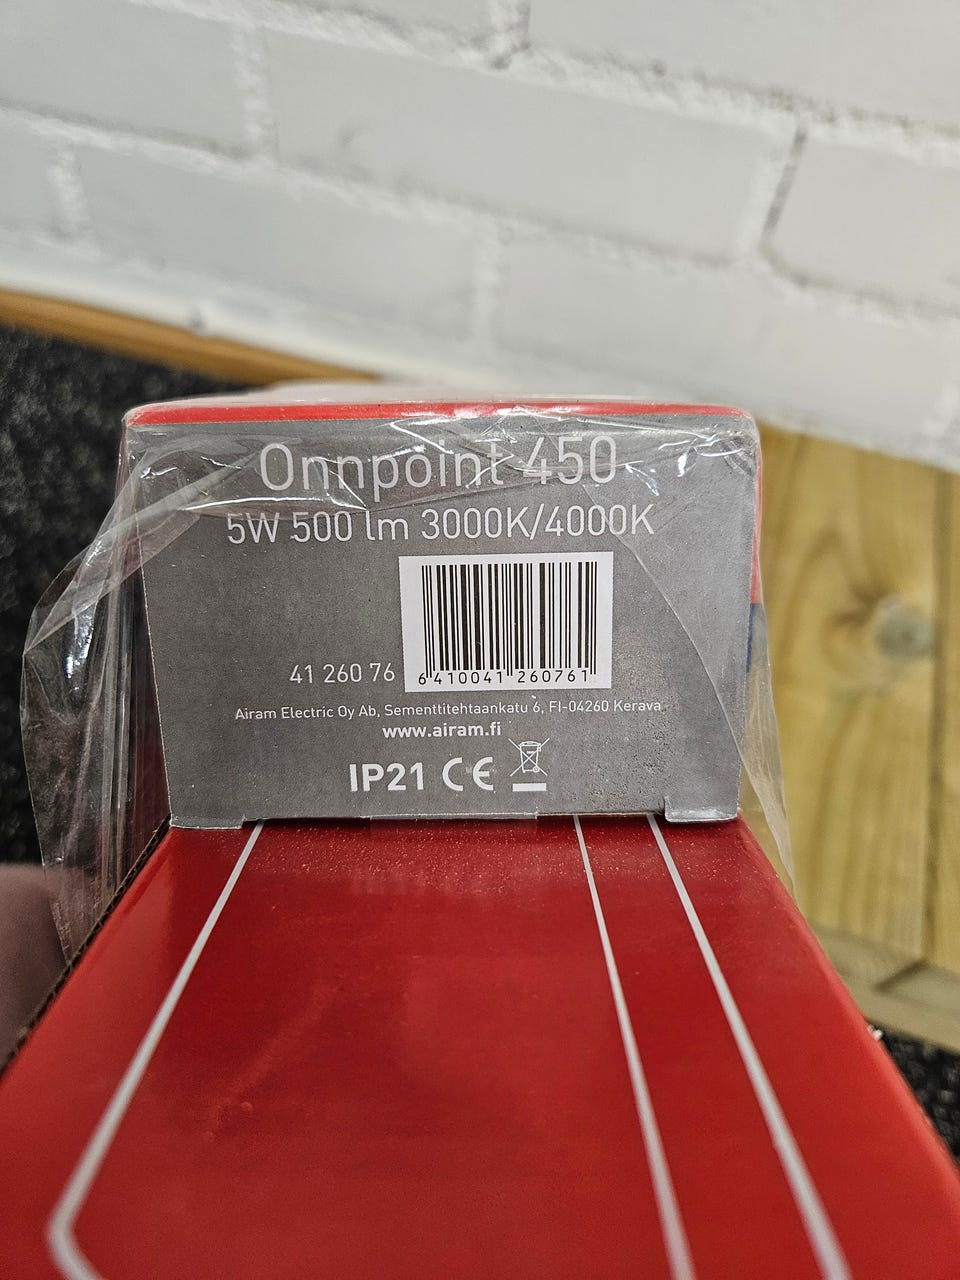 Onnpoint 450
5W 500 lm 3000K/4000K
41 260 76
6 410041 260761
Airam Electric Oy Ab, Sementtitehtaankatu 6, FI-04260 Kerava
www.airam.fi
IP21 CE